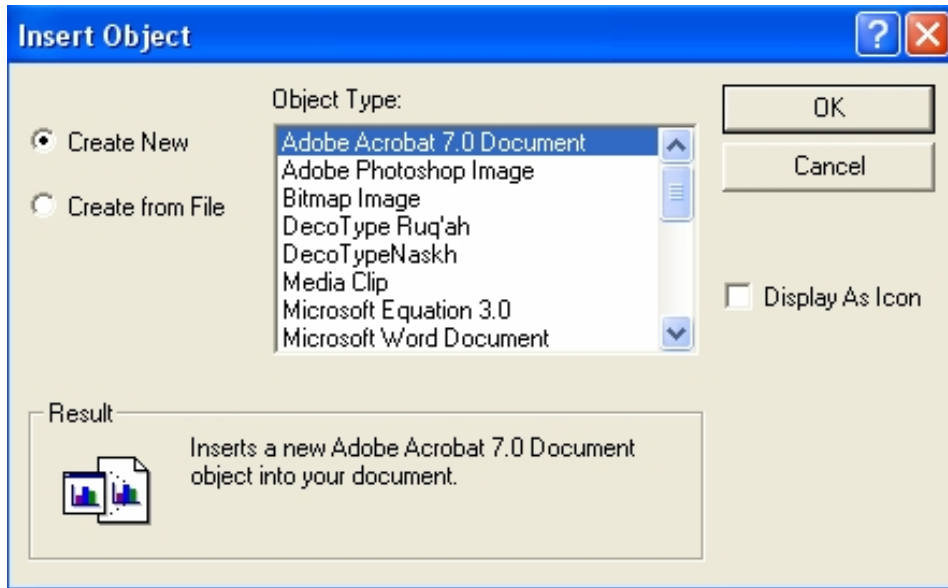 Insert Object
Object Type:
Create New
Create from File
Adobe Acrobat 7.0 Document
Adobe Photoshop Image
Bitmap Image
DecoType Ruq'ah
DecoTypeNaskh
Media Clip
Microsoft Equation 3.0
Microsoft Word Document
OK
Cancel
Display As Icon
Result
Inserts a new Adobe Acrobat 7.0 Document
object into your document.